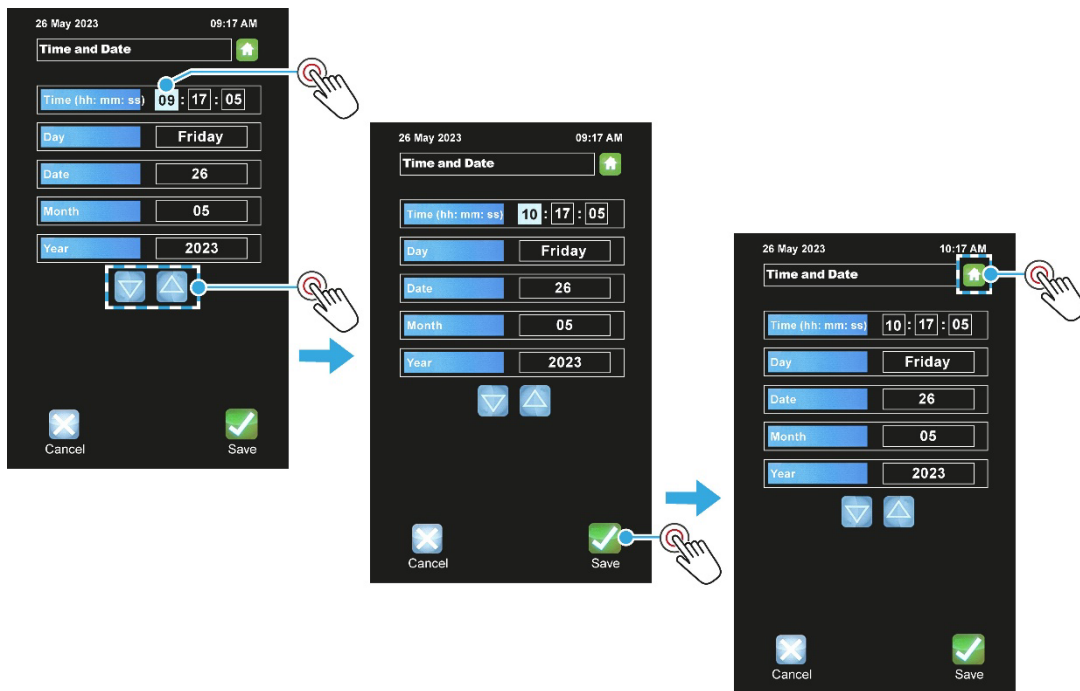 26 May 2023 09:17 AM
Time and Date
Time (hh: mm: ss) 09 : 17 : 05
Day Friday
Date 26
Month 05
Year 2023
Cancel Save
26 May 2023 09:17 AM
Time and Date
Time (hh: mm: ss) 10 : 17 : 05
Day Friday
Date 26
Month 05
Year 2023
Cancel Save
26 May 2023 10:17 AM
Time and Date
Time (hh: mm: ss) 10 : 17 : 05
Day Friday
Date 26
Month 05
Year 2023
Cancel Save